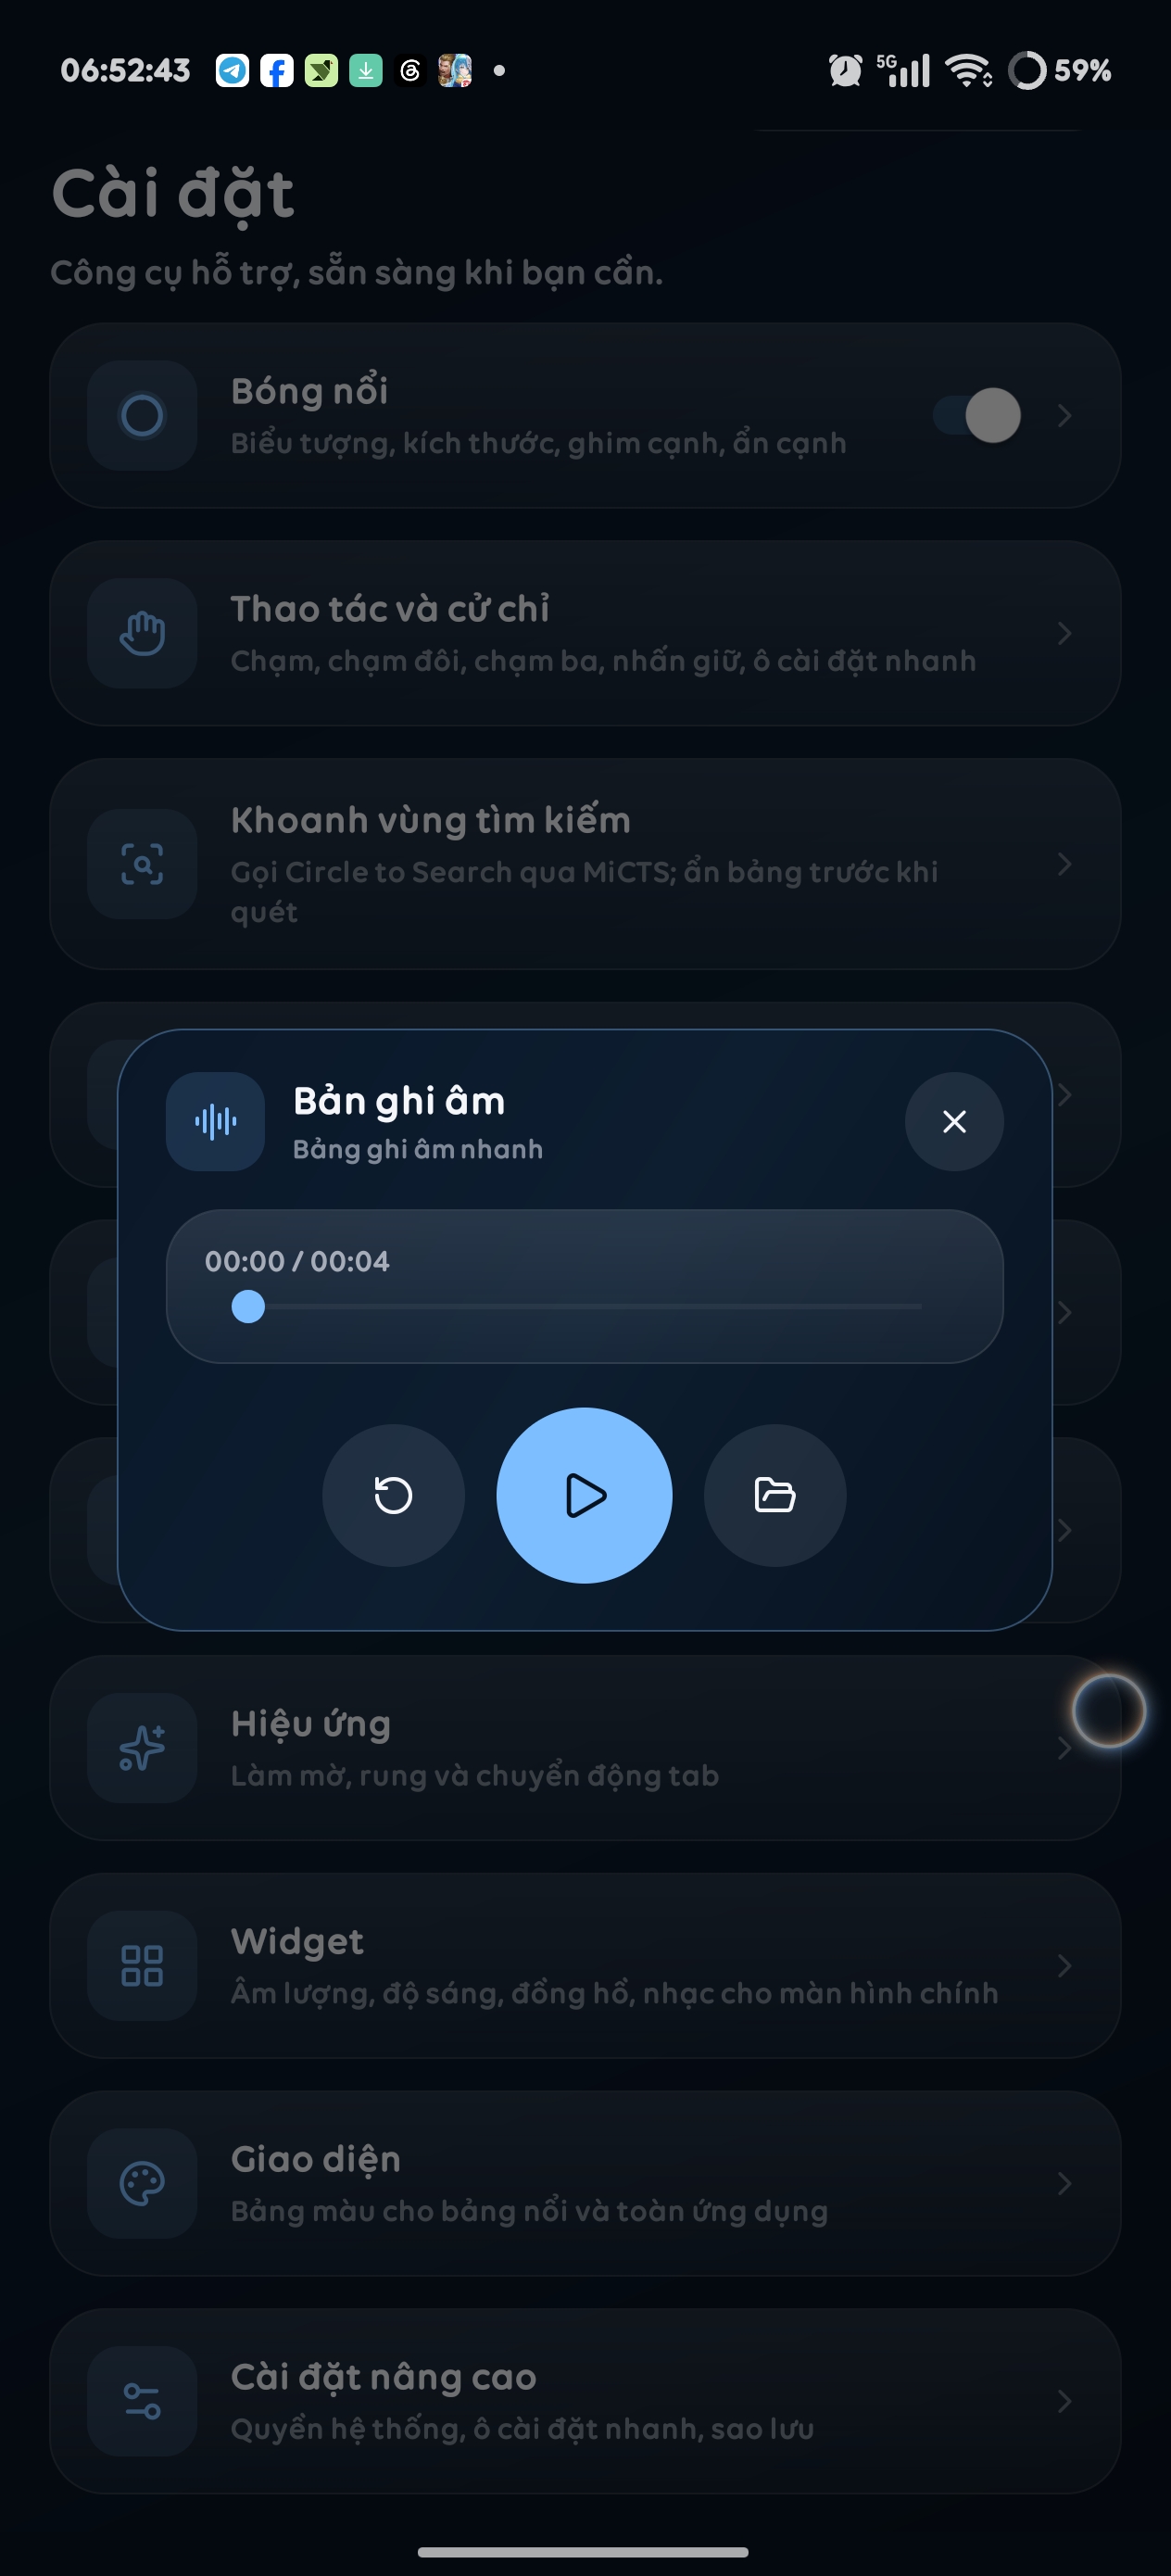 06:52:43
5G
59%
Cài đặt
Công cụ hỗ trợ, sẵn sàng khi bạn cần.
Bóng nổi
Biểu tượng, kích thước, ghim cạnh, ẩn cạnh
Thao tác và cử chỉ
Chạm, chạm đôi, chạm ba, nhấn giữ, ô cài đặt nhanh
Khoanh vùng tìm kiếm
Gọi Circle to Search qua MiCTS; ẩn bảng trước khi
quét
Bản ghi âm
Bảng ghi âm nhanh
00:00 / 00:04
Hiệu ứng
Làm mờ, rung và chuyển động tab
Widget
Âm lượng, độ sáng, đồng hồ, nhạc cho màn hình chính
Giao diện
Bảng màu cho bảng nổi và toàn ứng dụng
Cài đặt nâng cao
Quyền hệ thống, ô cài đặt nhanh, sao lưu